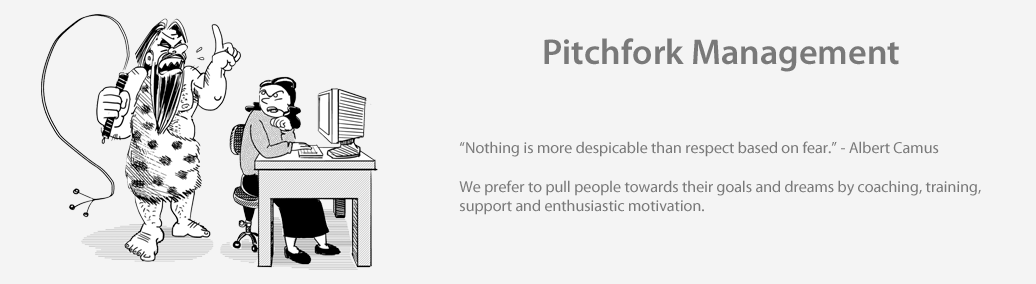 Pitchfork Management
“Nothing is more despicable than respect based on fear.” - Albert Camus
We prefer to pull people towards their goals and dreams by coaching, training,
support and enthusiastic motivation.